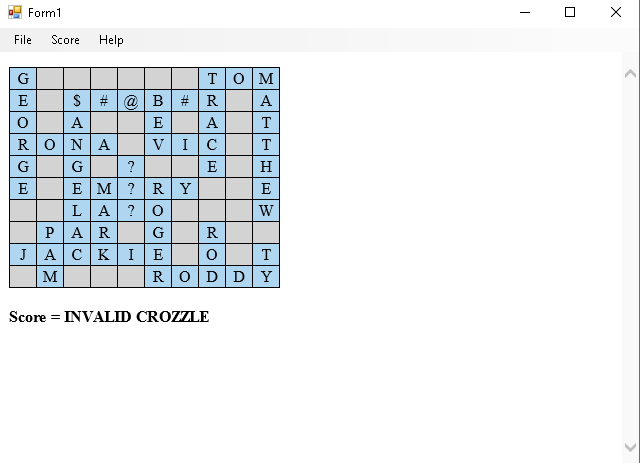 Form1
File Score Help
G T O M
E $ # @ B # R A
O A E A T
R O N A V I C T
G G ? E H
E E M ? R Y E
L A ? O W
P A R G R
J A C K I E O T
M R O D D Y
Score = INVALID CROZZLE